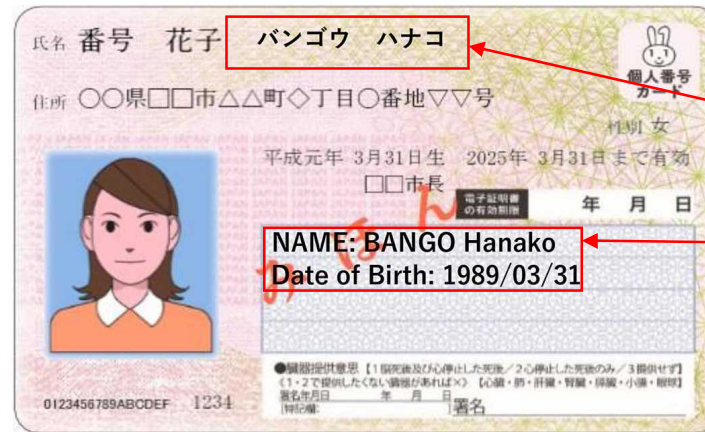 氏名 番号 花子 バンゴウ ハナコ
個人番号
カード
住所 〇〇県□□市△△町◇丁目〇番地▽▽号
性別 女
平成元年 3月31日生 2025年 3月31日まで有効
□□市長
電子証明書
の有効期限
年 月 日
みほん
NAME: BANGO Hanako
Date of Birth: 1989/03/31
●臓器提供意思【1脳死後及び心停止した死後／2心停止した死後のみ／3提供せず】
《1・2で提供したくない臓器があれば×》【心臓・肺・肝臓・腎臓・膵臓・小腸・眼球】
署名年月日 年 月 日
[特記欄: ]署名
0123456789ABCDEF 1234